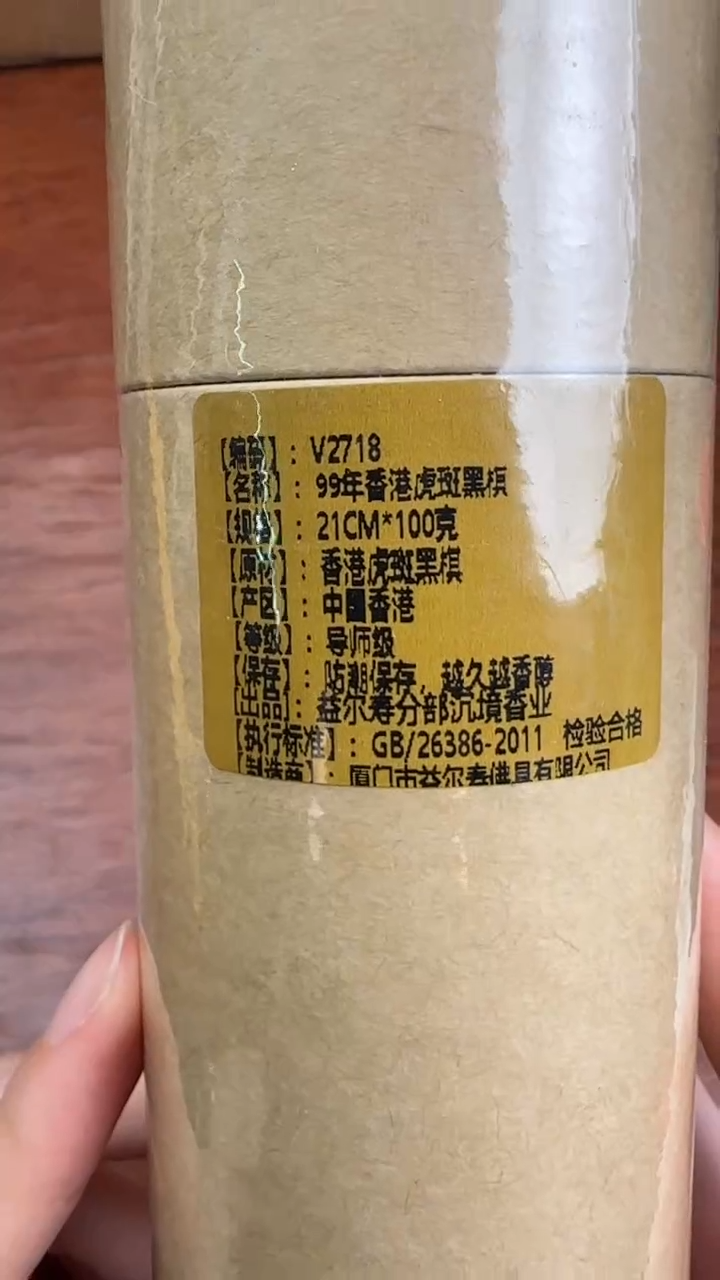 【编码】：V2718
【名称】：99年香港虎斑黑棋
【规格】：21CM*100克
【原材】：香港虎斑黑棋
【产区】：中国香港
【等级】：导师级
【保存】：防潮保存，越久越香醇
【出品】：益尔寿分部沉境香业
【执行标准】：GB/26386-2011 检验合格
【制造商】：厦门市益尔寿佛具有限公司